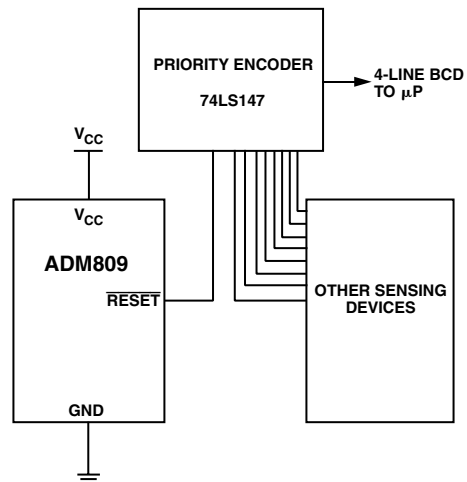 PRIORITY ENCODER
74LS147
4-LINE BCD
TO μP
VCC
VCC
ADM809
RESET
GND
OTHER SENSING
DEVICES